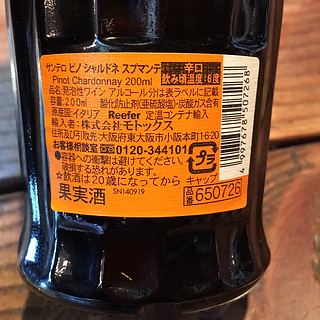 サンテロ ピノ シャルドネ スプマンテ 辛口
Pinot Chardonnay 200ml 飲み頃温度:6度
品名:発泡性ワイン アルコール分は表ラベルに記載
容量:200ml 酸化防止剤(亜硫酸塩)・炭酸ガス含有
原産国:イタリア Reefer 定温コンテナ輸入
輸入者:株式会社モトックス
住所及び引取先 大阪府東大阪市小阪本町1-6-20
お客様相談室 0120-344101
●容器への衝撃は避けてください。
破損する恐れがあります。
☆飲酒は20歳になってから キャップ
プラ
果実酒 SN140919 品番 650726
4 997678 507268